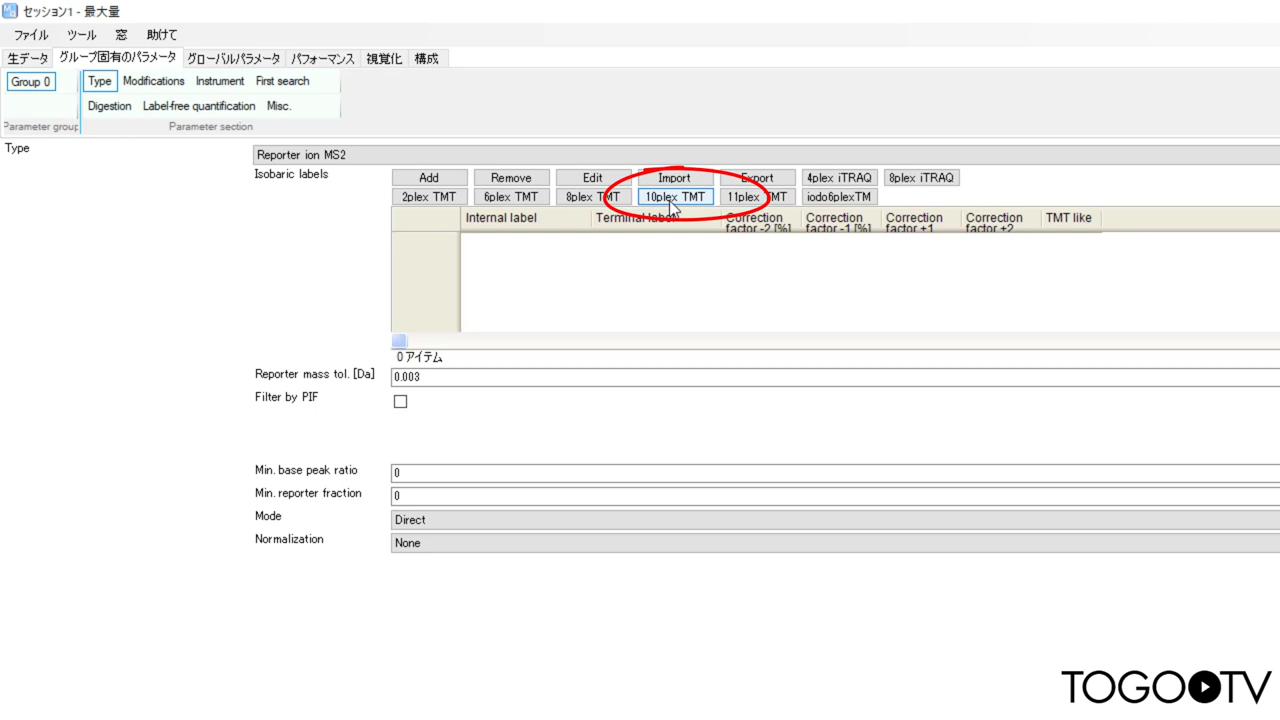 セッション1 - 最大量
ファイル ツール 窓 助けて
生データ グループ固有のパラメータ グローバルパラメータ パフォーマンス 視覚化 構成
Group 0 Type Modifications Instrument First search
Digestion Label-free quantification Misc.
Parameter group Parameter section
Type
Reporter ion MS2
Isobaric labels
Add Remove Edit Import Export 4plex iTRAQ 8plex iTRAQ
2plex TMT 6plex TMT 8plex TMT 10plex TMT 11plex TMT iodo6plexTM
Internal label Terminal label Correction factor -2 [%] Correction factor -1 [%] Correction factor +1 Correction factor +2 TMT like
0 アイテム
Reporter mass tol. [Da] 0.003
Filter by PIF
Min. base peak ratio 0
Min. reporter fraction 0
Mode Direct
Normalization None
TOGO TV